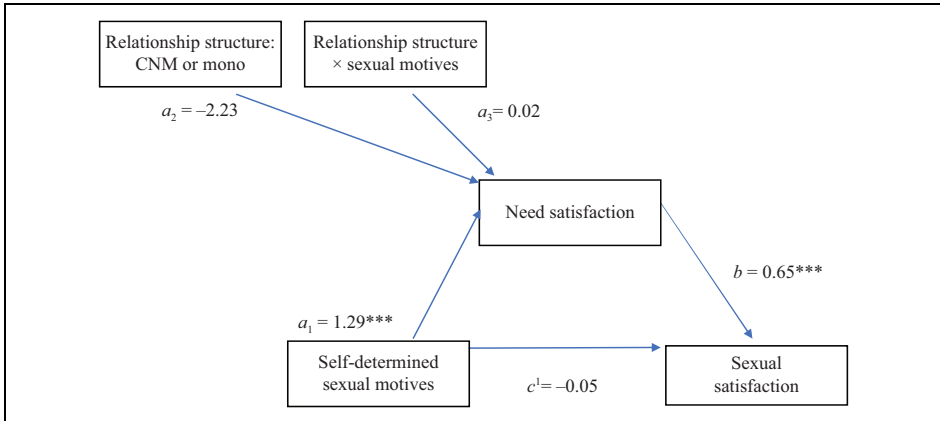 Relationship structure:
CNM or mono
Relationship structure
× sexual motives
a₂ = –2.23
a₃= 0.02
Need satisfaction
b = 0.65***
a₁ = 1.29***
Self-determined
sexual motives
c¹= –0.05
Sexual
satisfaction